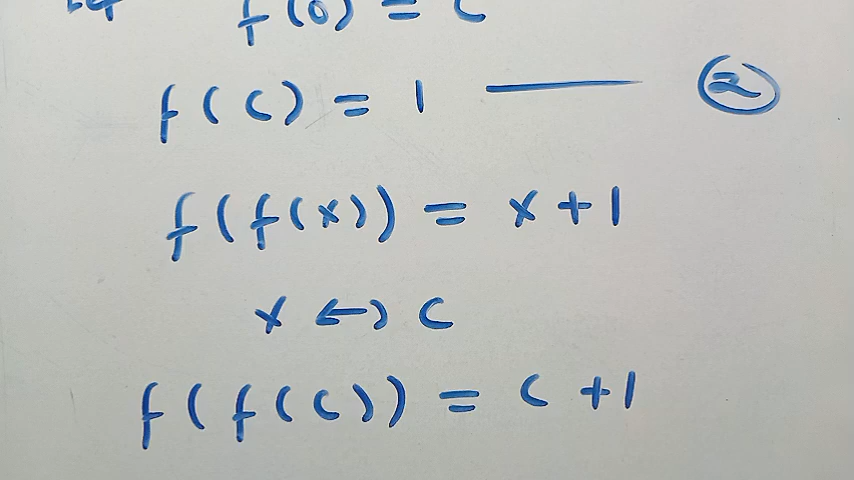 f(0) = c
f(c) = 1 ——— ②
f(f(x)) = x+1
x ↔ c
f(f(c)) = c+1